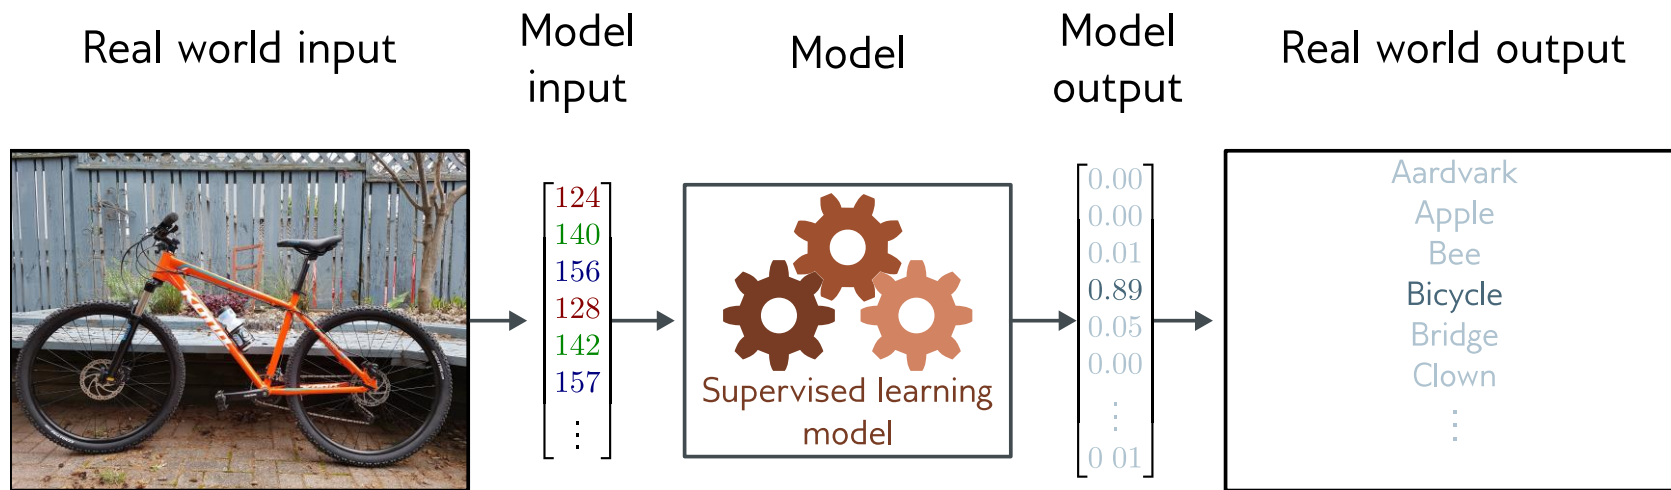 Real world input
Model
input
Model
Model
output
Real world output
KONA
124
140
156
128
142
157
⋮
Supervised learning
model
0.00
0.00
0.01
0.89
0.05
0.00
⋮
0 01
Aardvark
Apple
Bee
Bicycle
Bridge
Clown
⋮